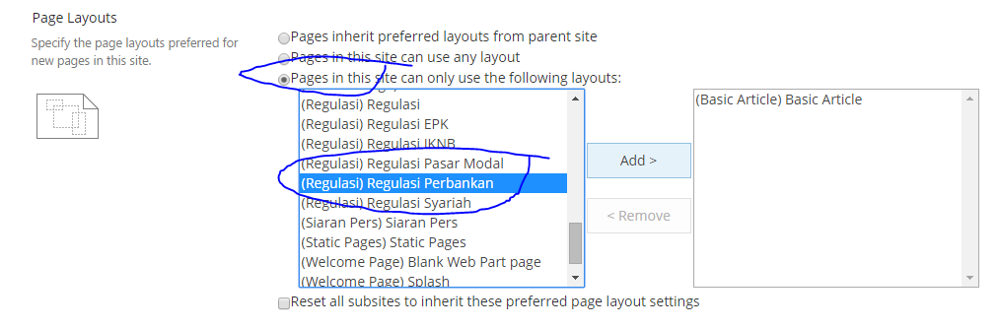 Page Layouts
Specify the page layouts preferred for
new pages in this site.
Pages inherit preferred layouts from parent site
Pages in this site can use any layout
Pages in this site can only use the following layouts:
(Regulasi) Regulasi
(Regulasi) Regulasi EPK
(Regulasi) Regulasi IKNB
(Regulasi) Regulasi Pasar Modal
(Regulasi) Regulasi Perbankan
(Regulasi) Regulasi Syariah
(Siaran Pers) Siaran Pers
(Static Pages) Static Pages
(Welcome Page) Blank Web Part page
(Welcome Page) Splash
Add >
< Remove
(Basic Article) Basic Article
Reset all subsites to inherit these preferred page layout settings